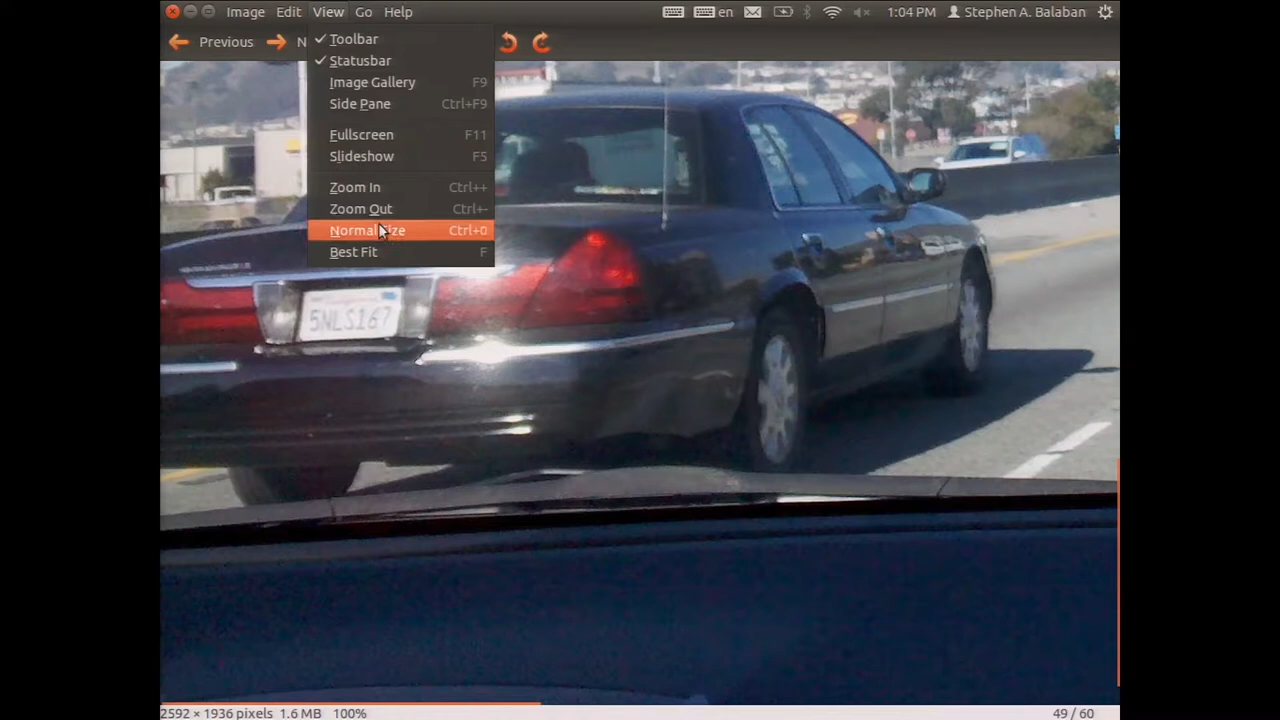 Image Edit View Go Help en 1:04 PM Stephen A. Balaban
Previous N
✓ Toolbar
✓ Statusbar
Image Gallery F9
Side Pane Ctrl+F9
Fullscreen F11
Slideshow F5
Zoom In Ctrl++
Zoom Out Ctrl+-
Normal Size Ctrl+0
Best Fit F
5NLS167
2592 × 1936 pixels 1.6 MB 100% 49 / 60